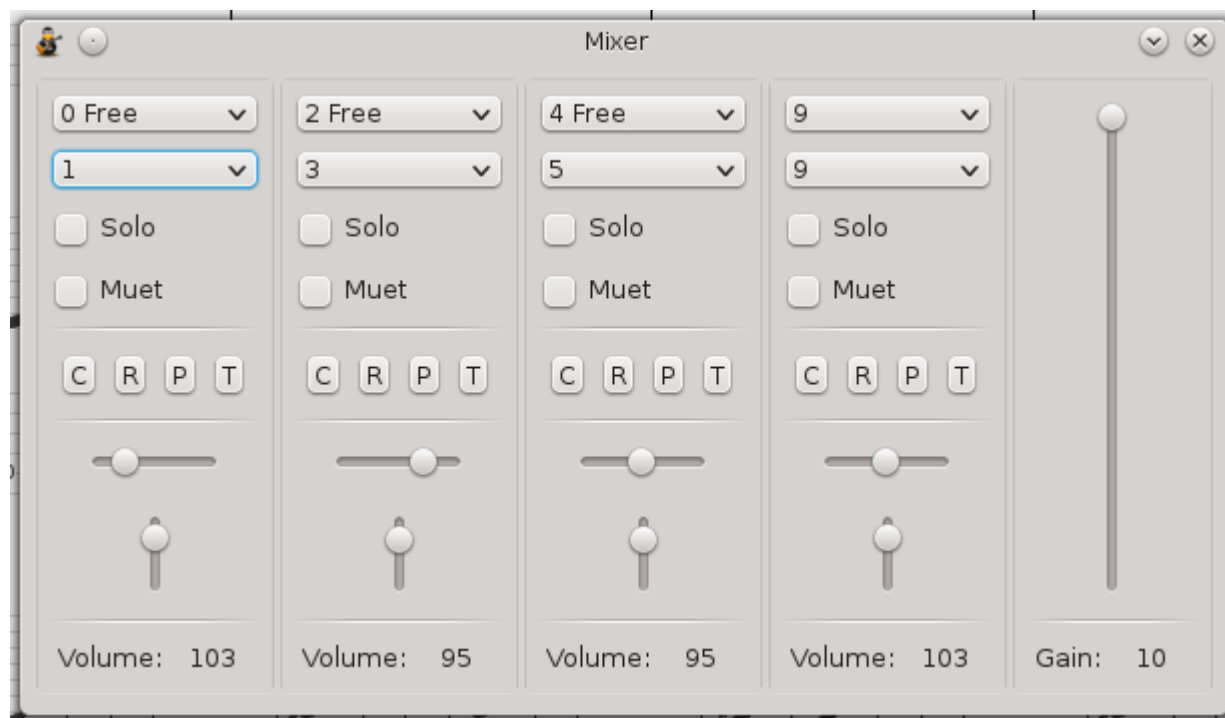 Mixer
0 Free 2 Free 4 Free 9
1 3 5 9
Solo Solo Solo Solo
Muet Muet Muet Muet
C R P T C R P T C R P T C R P T
Volume: 103 Volume: 95 Volume: 95 Volume: 103 Gain: 10